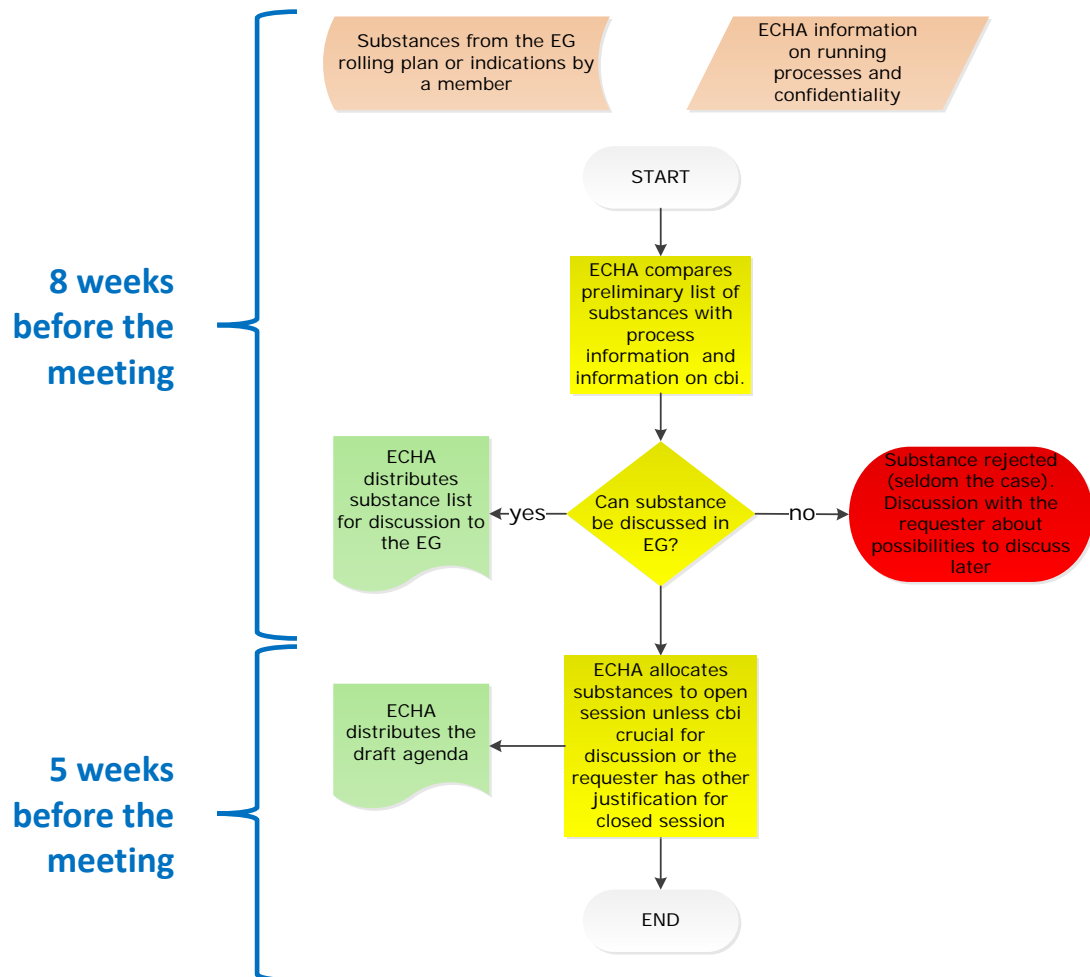 Substances from the EG
rolling plan or indications by
a member
ECHA information
on running
processes and
confidentiality
START
8 weeks
before the
meeting
ECHA compares
preliminary list of
substances with
process
information and
information on cbi.
ECHA
distributes
substance list
for discussion to
the EG
yes
Can substance
be discussed in
EG?
no
Substance rejected
(seldom the case).
Discussion with the
requester about
possibilities to discuss
later
5 weeks
before the
meeting
ECHA
distributes the
draft agenda
ECHA allocates
substances to open
session unless cbi
crucial for
discussion or the
requester has other
justification for
closed session
END